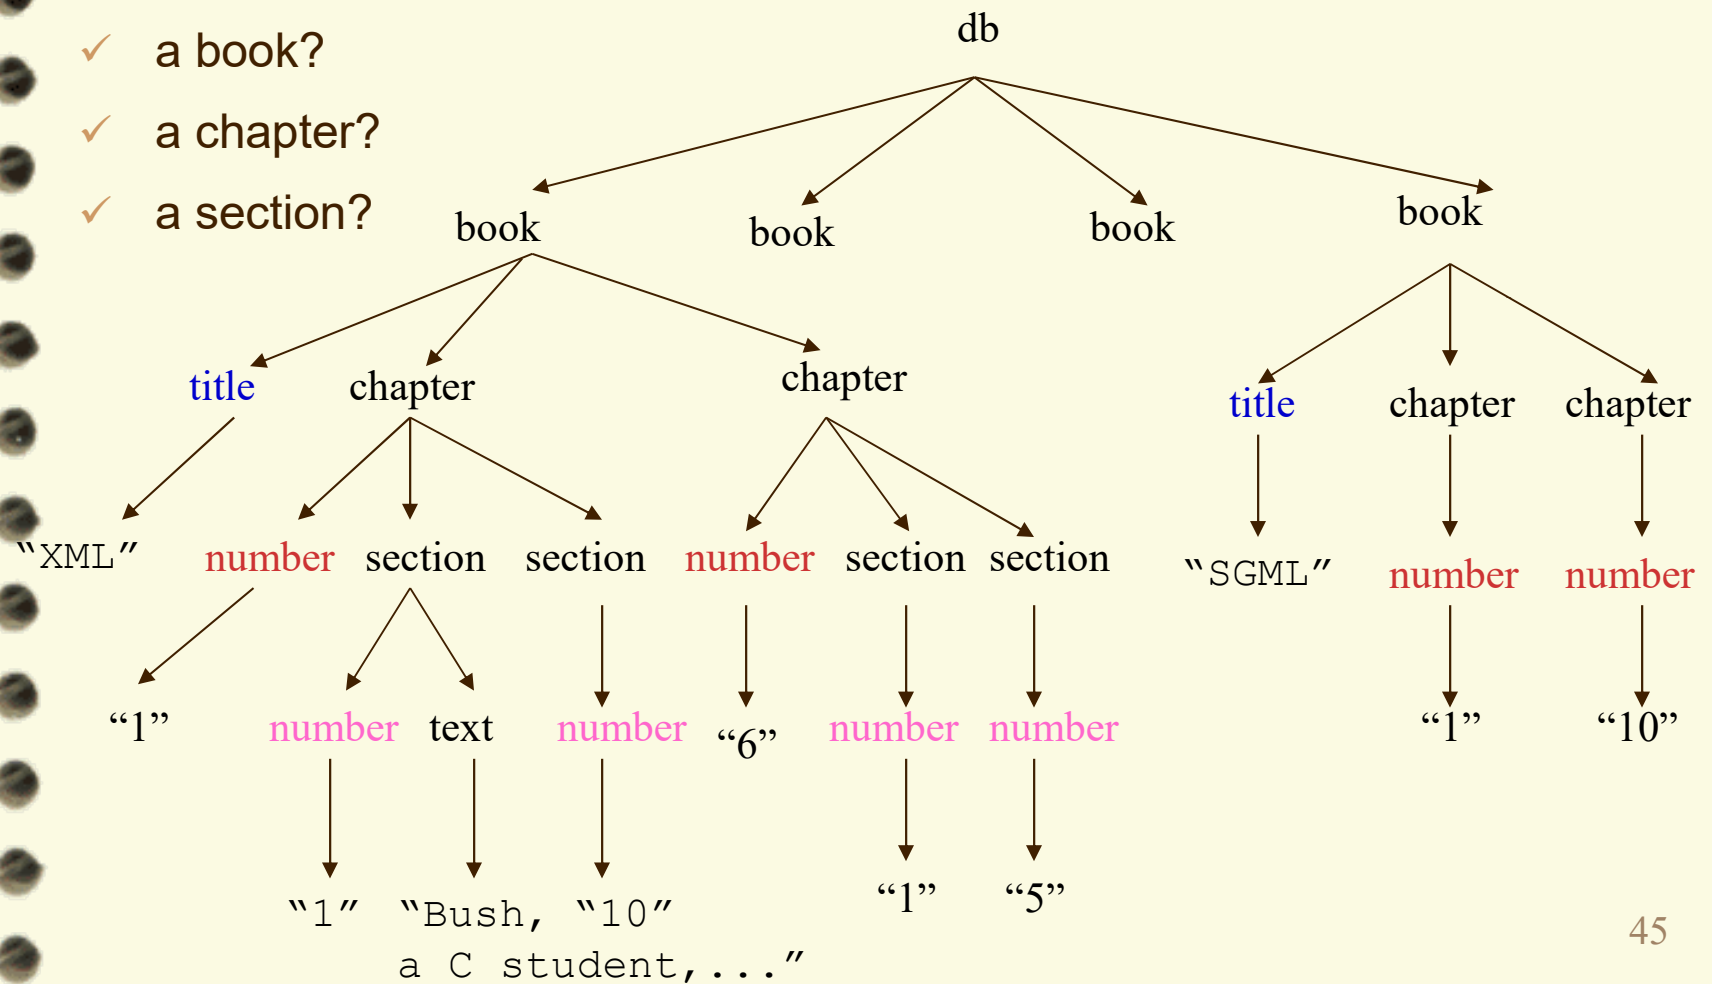 ✓ a book?
✓ a chapter?
✓ a section?
db
book book book book
title chapter chapter title chapter chapter
"XML" number section section number section section "SGML" number number
“1” number text number “6” number number “1” “10”
"1" "Bush, "10" “1” “5”
a C student,..."
45